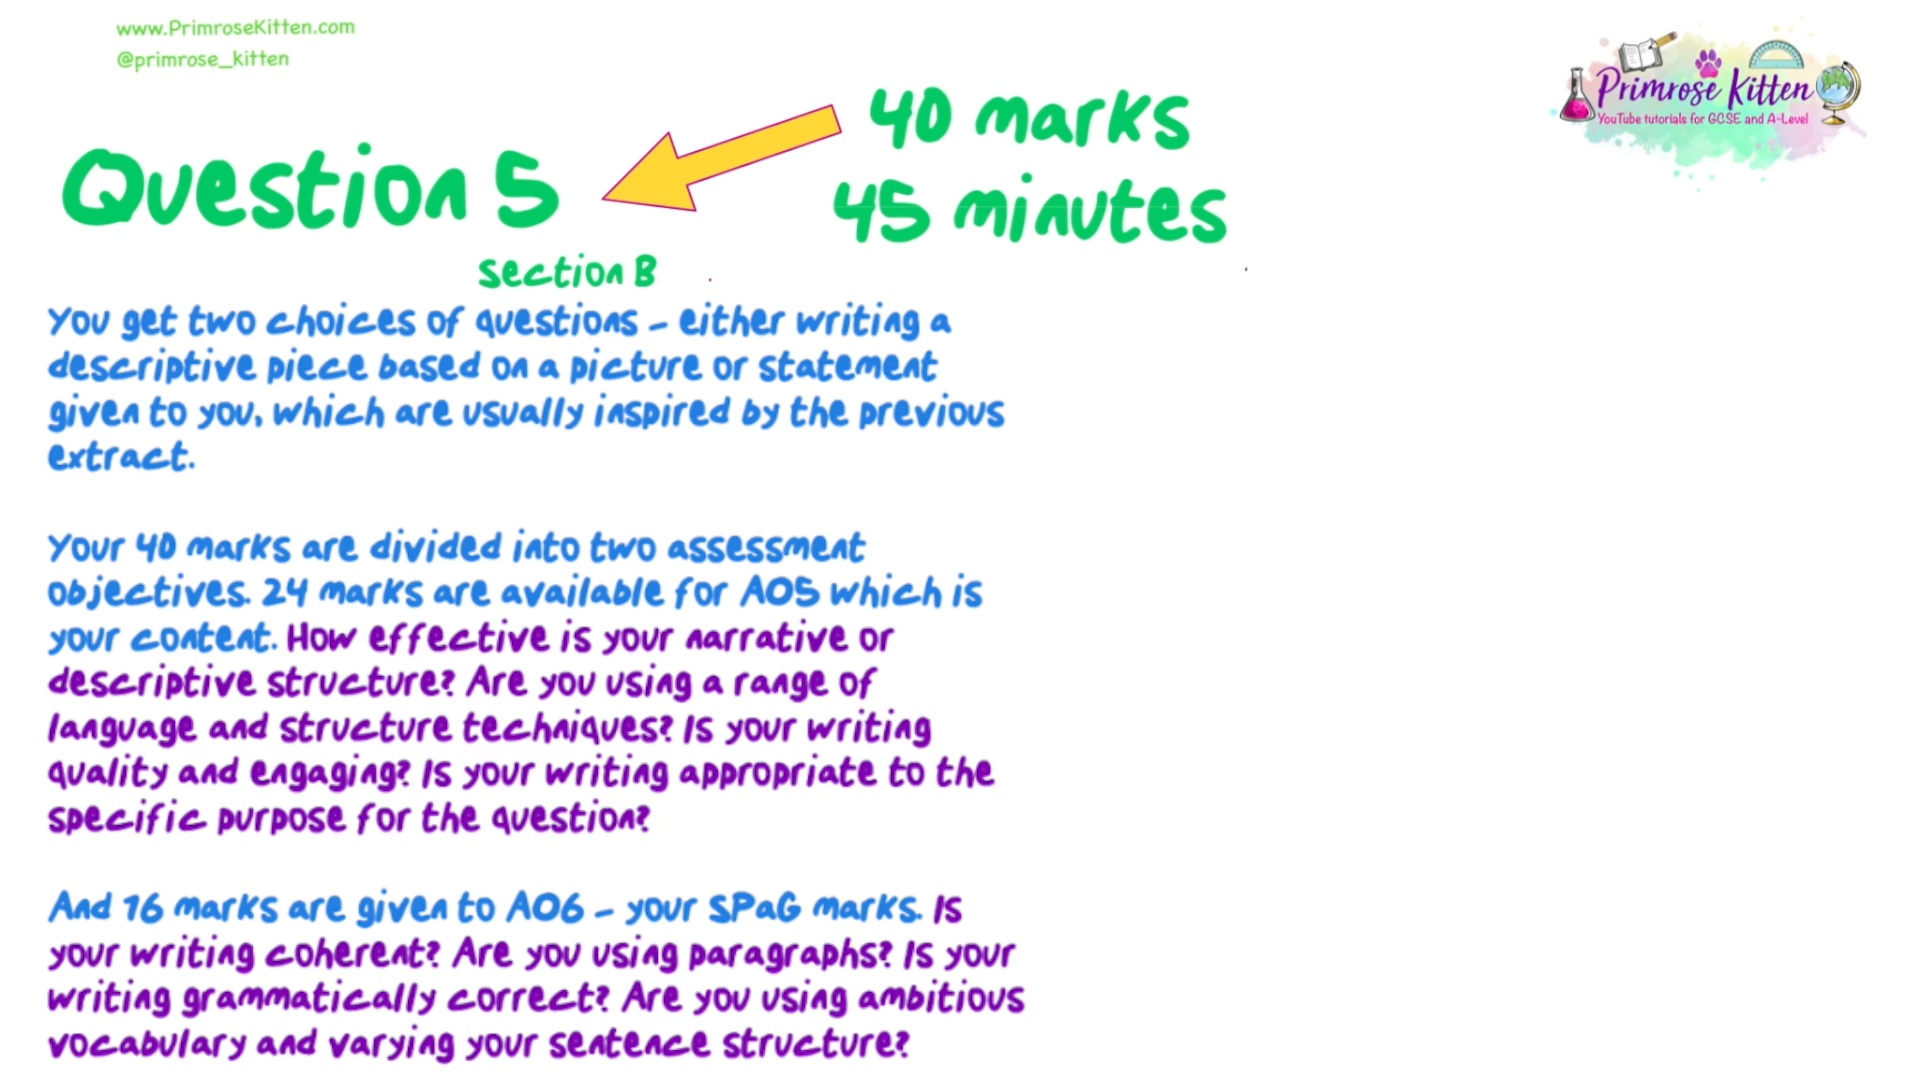 www.PrimroseKitten.com
@primrose_kitten
Primrose Kitten
YouTube tutorials for GCSE and A-Level
40 marks
45 minutes
Question 5
section B
You get two choices of questions – either writing a
descriptive piece based on a picture or statement
given to you, which are usually inspired by the previous
extract.
Your 40 marks are divided into two assessment
objectives. 24 marks are available for AO5 which is
your content. How effective is your narrative or
descriptive structure? Are you using a range of
language and structure techniques? Is your writing
quality and engaging? Is your writing appropriate to the
specific purpose for the question?
And 16 marks are given to AO6 – your SPaG marks. Is
your writing coherent? Are you using paragraphs? Is your
writing grammatically correct? Are you using ambitious
vocabulary and varying your sentence structure?